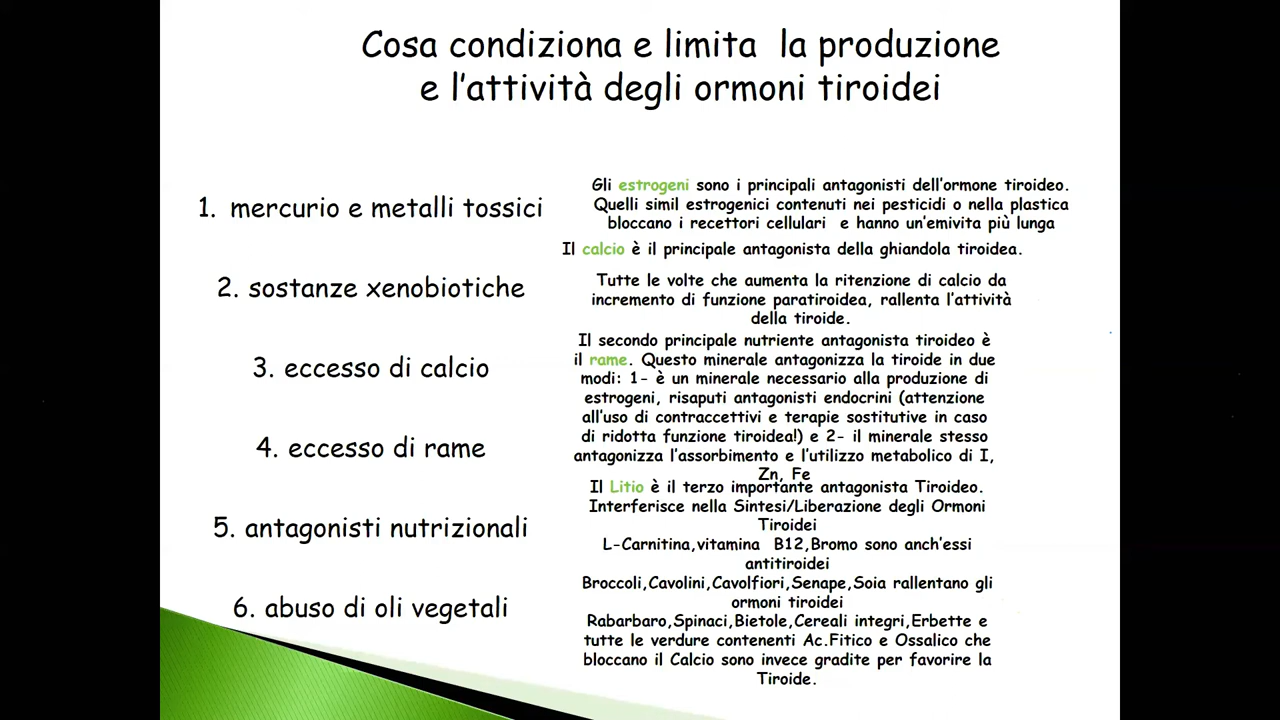 Cosa condiziona e limita la produzione
e l'attività degli ormoni tiroidei
1. mercurio e metalli tossici
2. sostanze xenobiotiche
3. eccesso di calcio
4. eccesso di rame
5. antagonisti nutrizionali
6. abuso di oli vegetali
Gli estrogeni sono i principali antagonisti dell'ormone tiroideo.
Quelli simil estrogenici contenuti nei pesticidi o nella plastica
bloccano i recettori cellulari e hanno un'emivita più lunga
Il calcio è il principale antagonista della ghiandola tiroidea.
Tutte le volte che aumenta la ritenzione di calcio da
incremento di funzione paratiroidea, rallenta l'attività
della tiroide.
Il secondo principale nutriente antagonista tiroideo è
il rame. Questo minerale antagonizza la tiroide in due
modi: 1- è un minerale necessario alla produzione di
estrogeni, risaputi antagonisti endocrini (attenzione
all'uso di contraccettivi e terapie sostitutive in caso
di ridotta funzione tiroidea!) e 2- il minerale stesso
antagonizza l'assorbimento e l'utilizzo metabolico di I,
Zn, Fe
Il Litio è il terzo importante antagonista Tiroideo.
Interferisce nella Sintesi/Liberazione degli Ormoni
Tiroidei
L-Carnitina,vitamina B12,Bromo sono anch'essi
antitiroidei
Broccoli,Cavolini,Cavolfiori,Senape,Soia rallentano gli
ormoni tiroidei
Rabarbaro,Spinaci,Bietole,Cereali integri,Erbette e
tutte le verdure contenenti Ac.Fitico e Ossalico che
bloccano il Calcio sono invece gradite per favorire la
Tiroide.